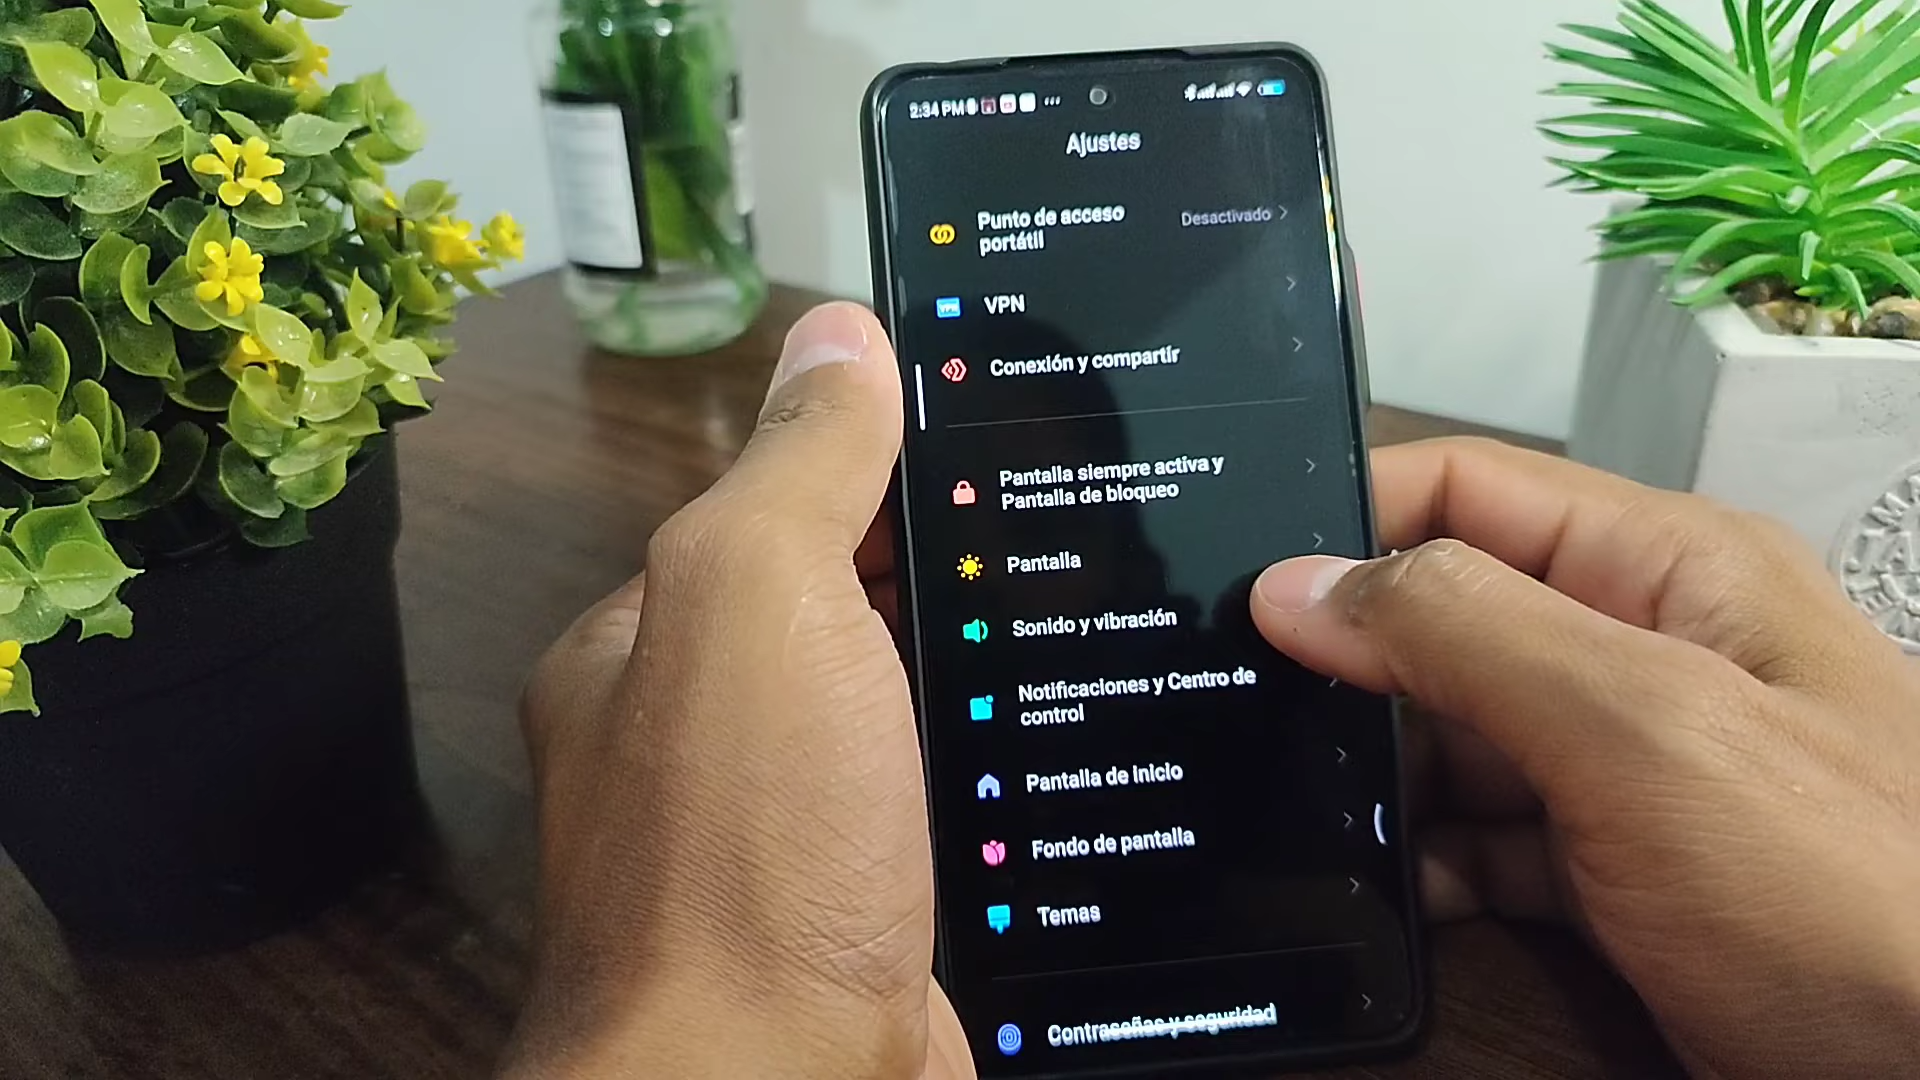 2:34 PM
Ajustes
Punto de acceso
portátil
Desactivado
VPN
VPN
Conexión y compartir
Pantalla siempre activa y
Pantalla de bloqueo
Pantalla
Sonido y vibración
Notificaciones y Centro de
control
Pantalla de inicio
Fondo de pantalla
Temas
Contraseñas y seguridad